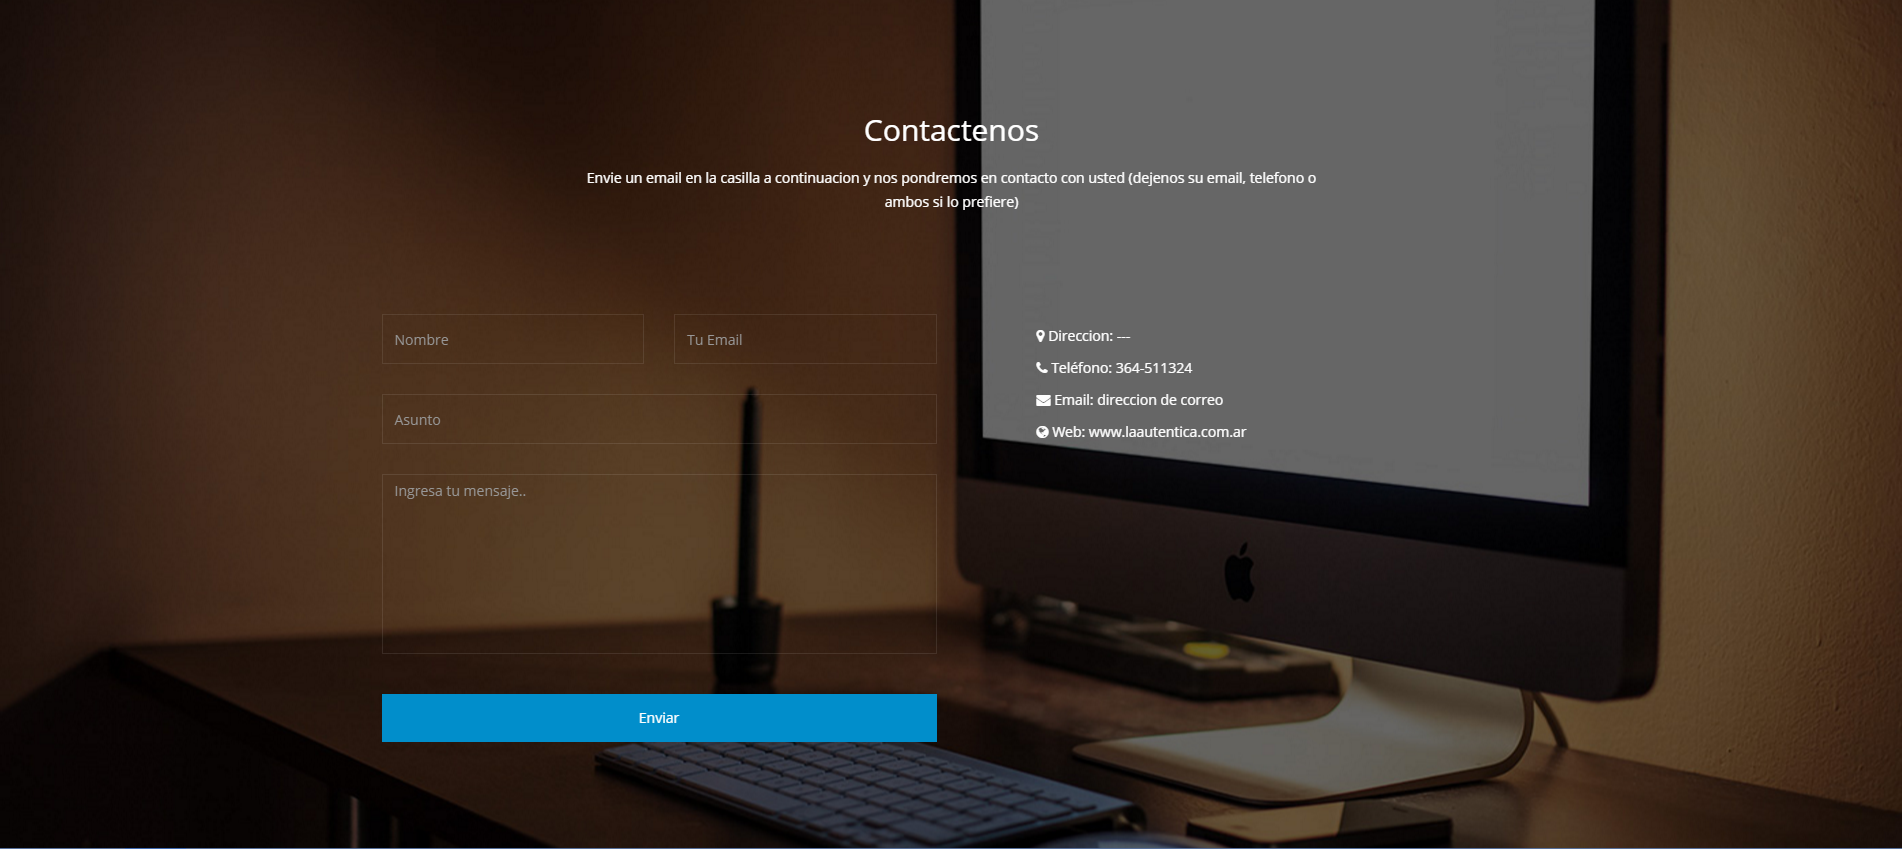 Contactenos
Envie un email en la casilla a continuacion y nos pondremos en contacto con usted (dejenos su email, telefono o
ambos si lo prefiere)
Nombre
Tu Email
Asunto
Ingresa tu mensaje..
Enviar
Direccion: ---
Teléfono: 364-511324
Email: direccion de correo
Web: www.laautentica.com.ar